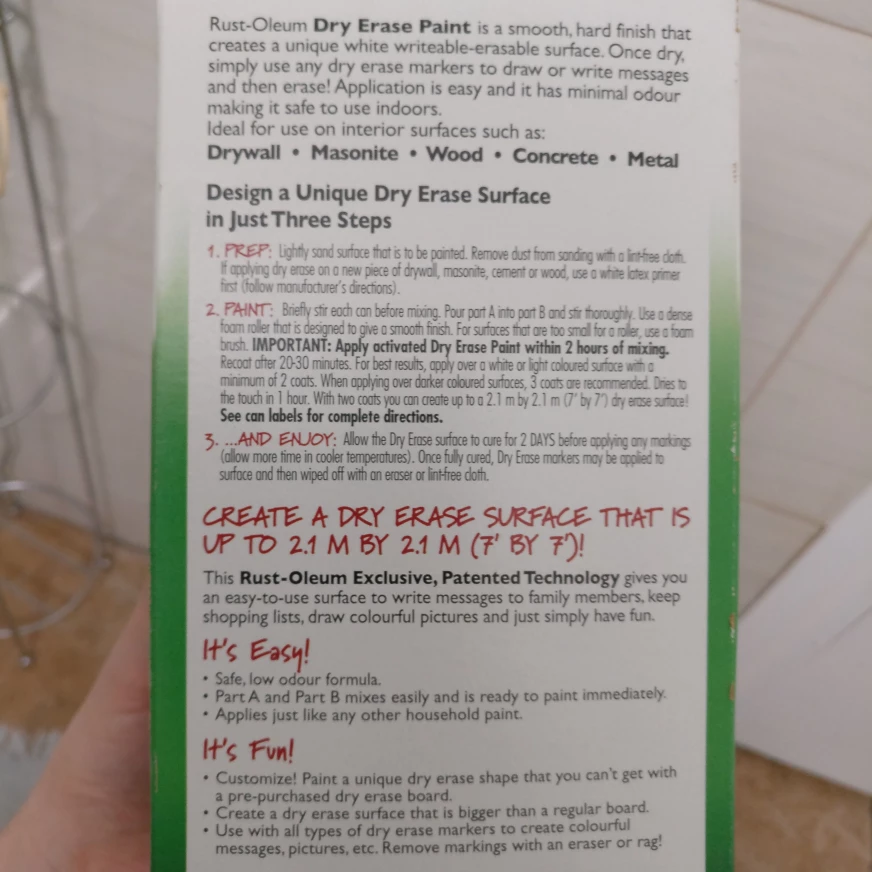 Rust-Oleum Dry Erase Paint is a smooth, hard finish that
creates a unique white writeable-erasable surface. Once dry,
simply use any dry erase markers to draw or write messages
and then erase! Application is easy and it has minimal odour
making it safe to use indoors.
Ideal for use on interior surfaces such as:
Drywall • Masonite • Wood • Concrete • Metal
Design a Unique Dry Erase Surface
in Just Three Steps
1. PREP: Lightly sand surface that is to be painted. Remove dust from sanding with a lint-free cloth.
If applying dry erase on a new piece of drywall, masonite, cement or wood, use a white latex primer
first (follow manufacturer's directions).
2. PAINT: Briefly stir each can before mixing. Pour part A into part B and stir thoroughly. Use a dense
foam roller that is designed to give a smooth finish. For surfaces that are too small for a roller, use a foam
brush. IMPORTANT: Apply activated Dry Erase Paint within 2 hours of mixing.
Recoat after 20-30 minutes. For best results, apply over a white or light coloured surface with a
minimum of 2 coats. When applying over darker coloured surfaces, 3 coats are recommended. Dries to
the touch in 1 hour. With two coats you can create up to a 2.1 m by 2.1 m (7' by 7') dry erase surface!
See can labels for complete directions.
3. ...AND ENJOY: Allow the Dry Erase surface to cure for 2 DAYS before applying any markings
(allow more time in cooler temperatures). Once fully cured, Dry Erase markers may be applied to
surface and then wiped off with an eraser or lint-free cloth.
CREATE A DRY ERASE SURFACE THAT IS
UP TO 2.1 M BY 2.1 M (7' BY 7')!
This Rust-Oleum Exclusive, Patented Technology gives you
an easy-to-use surface to write messages to family members, keep
shopping lists, draw colourful pictures and just simply have fun.
It's Easy!
• Safe, low odour formula.
• Part A and Part B mixes easily and is ready to paint immediately.
• Applies just like any other household paint.
It's Fun!
• Customize! Paint a unique dry erase shape that you can't get with
a pre-purchased dry erase board.
• Create a dry erase surface that is bigger than a regular board.
• Use with all types of dry erase markers to create colourful
messages, pictures, etc. Remove markings with an eraser or rag!